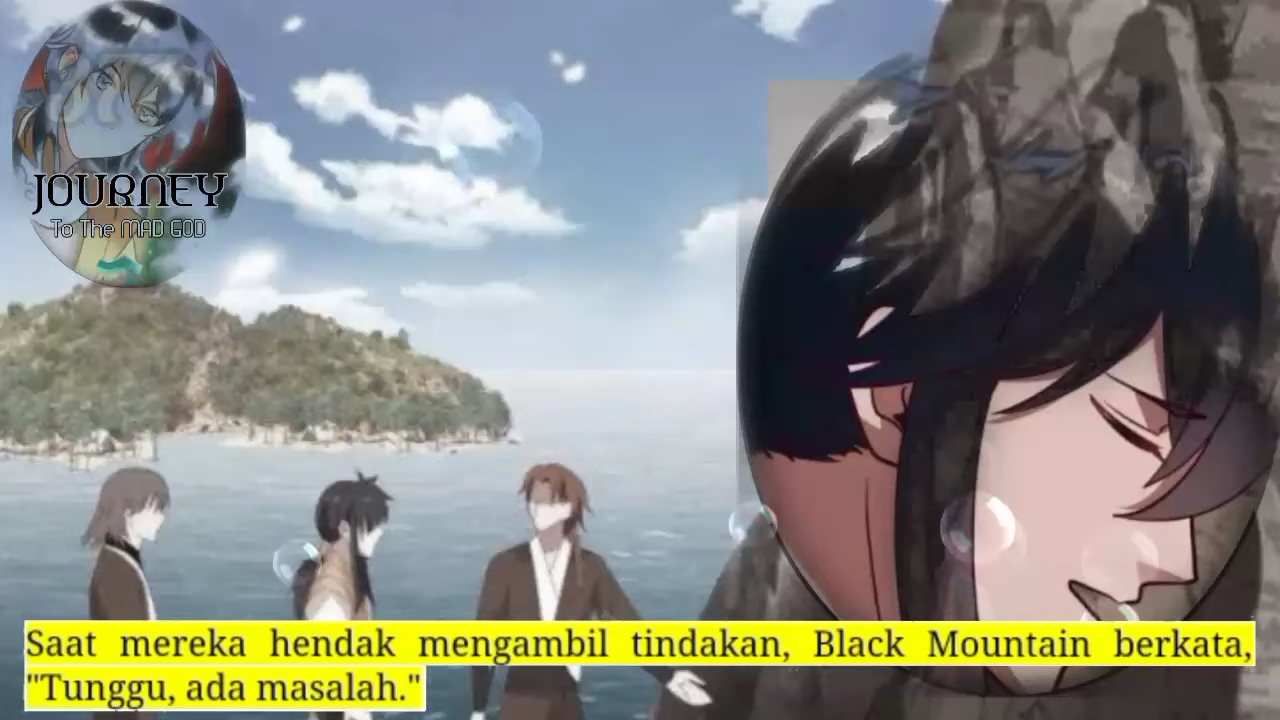 JOURNEY
To The MAD GOD
Saat mereka hendak mengambil tindakan, Black Mountain berkata,
"Tunggu, ada masalah."